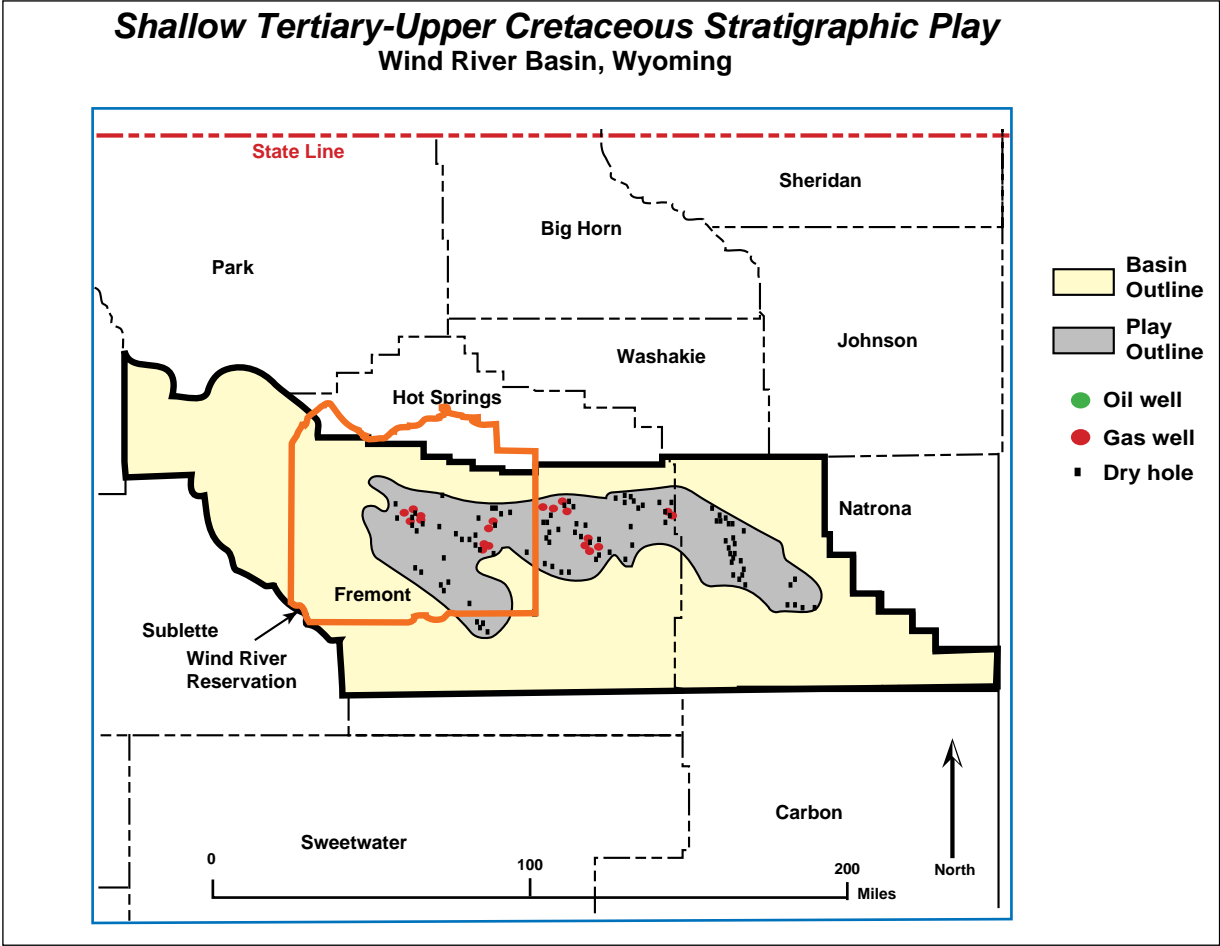 Shallow Tertiary-Upper Cretaceous Stratigraphic Play
Wind River Basin, Wyoming
State Line
Sheridan
Big Horn
Park
Basin
Outline
Play
Outline
Johnson
Washakie
Hot Springs
Oil well
Gas well
Dry hole
Natrona
Fremont
Sublette
Wind River
Reservation
Carbon
Sweetwater
0
100
200
Miles
North